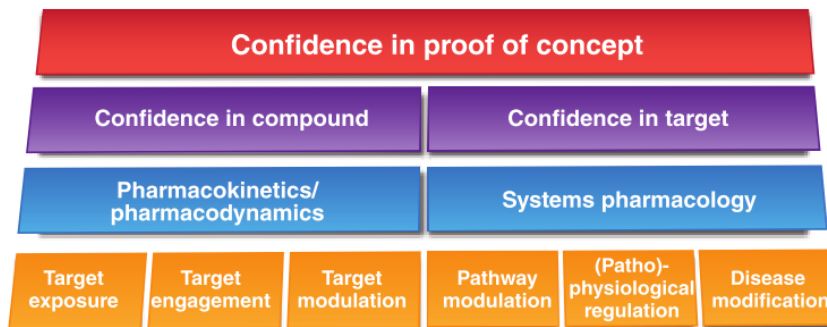 Confidence in proof of concept
Confidence in compound
Confidence in target
Pharmacokinetics/
pharmacodynamics
Systems pharmacology
Target
exposure
Target
engagement
Target
modulation
Pathway
modulation
(Patho)-
physiological
regulation
Disease
modification